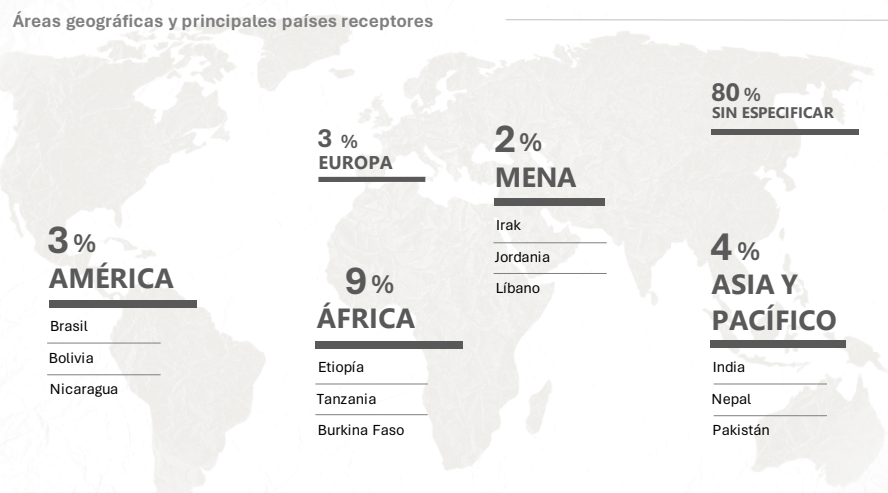 Áreas geográficas y principales países receptores
80 %
SIN ESPECIFICAR
3 %
EUROPA
2 %
MENA
Irak
Jordania
Líbano
3 %
AMÉRICA
Brasil
Bolivia
Nicaragua
9 %
ÁFRICA
Etiopía
Tanzania
Burkina Faso
4 %
ASIA Y
PACÍFICO
India
Nepal
Pakistán